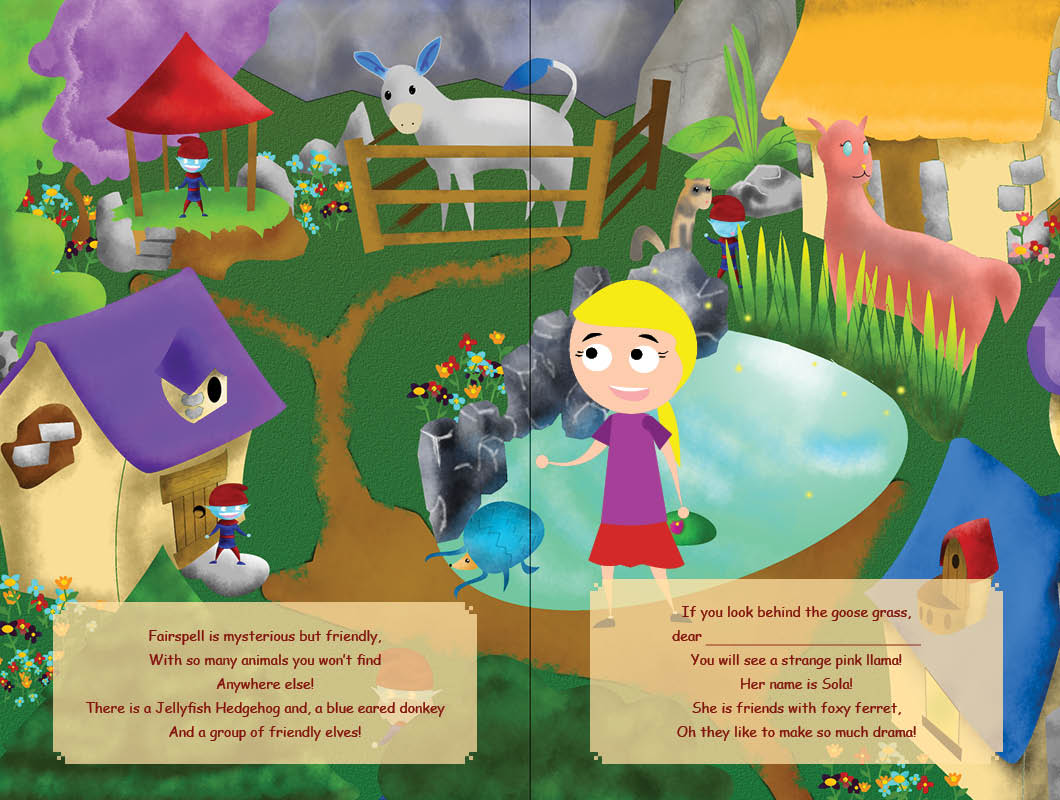 Fairspell is mysterious but friendly,
With so many animals you won't find
Anywhere else!
There is a Jellyfish Hedgehog and, a blue eared donkey
And a group of friendly elves!
If you look behind the goose grass,
dear ____________________
You will see a strange pink llama!
Her name is Sola!
She is friends with foxy ferret,
Oh they like to make so much drama!